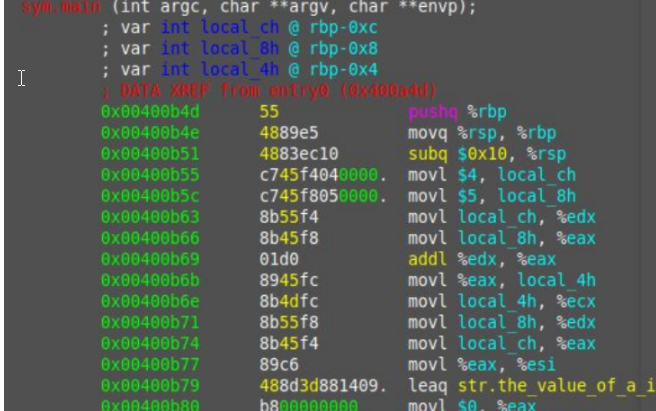 sym.main (int argc, char **argv, char **envp);
; var int local_ch @ rbp-0xc
; var int local_8h @ rbp-0x8
; var int local_4h @ rbp-0x4
; DATA XREF from entry0 (0x400a4d)
0x00400b4d 55 pushq %rbp
0x00400b4e 4889e5 movq %rsp, %rbp
0x00400b51 4883ec10 subq $0x10, %rsp
0x00400b55 c745f4040000. movl $4, local_ch
0x00400b5c c745f8050000. movl $5, local_8h
0x00400b63 8b55f4 movl local_ch, %edx
0x00400b66 8b45f8 movl local_8h, %eax
0x00400b69 01d0 addl %edx, %eax
0x00400b6b 8945fc movl %eax, local_4h
0x00400b6e 8b4dfc movl local_4h, %ecx
0x00400b71 8b55f8 movl local_8h, %edx
0x00400b74 8b45f4 movl local_ch, %eax
0x00400b77 89c6 movl %eax, %esi
0x00400b79 488d3d881409. leaq str.the_value_of_a_i
0x00400b80 b800000000 movl $0, %eax